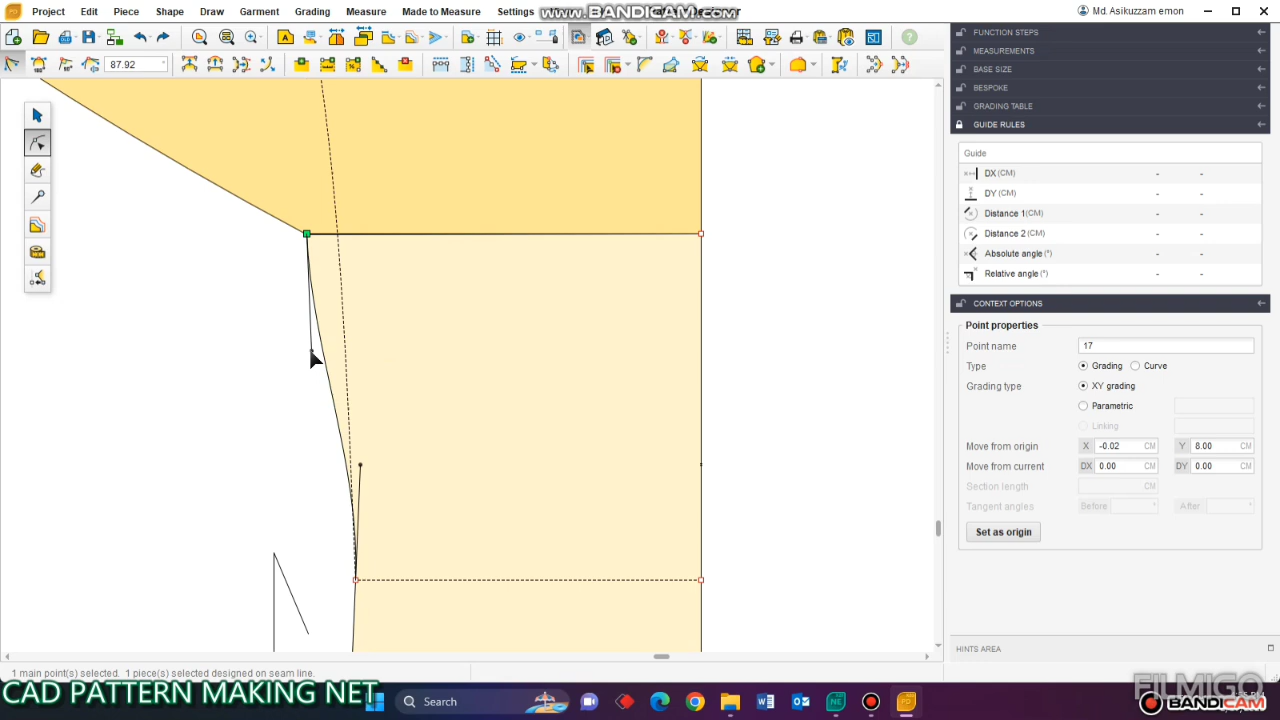 Project Edit Piece Shape Draw Garment Grading Measure Made to Measure Settings
www.BANDICAM.com
Md. Asikuzzam emon
87.92
FUNCTION STEPS
MEASUREMENTS
BASE SIZE
BESPOKE
GRADING TABLE
GUIDE RULES
Guide
DX (CM) - -
DY (CM) - -
Distance 1(CM) - -
Distance 2 (CM) - -
Absolute angle (°) - -
Relative angle (°) - -
CONTEXT OPTIONS
Point properties
Point name 17
Type Grading Curve
Grading type XY grading
Parametric
Linking
Move from origin X -0.02 CM Y 8.00 CM
Move from current DX 0.00 CM DY 0.00 CM
Section length CM
Tangent angles Before ° After °
Set as origin
HINTS AREA
1 main point(s) selected. 1 piece(s) selected designed on seam line.
CAD PATTERN MAKING NET
Search
FILMIGO
BANDICAM